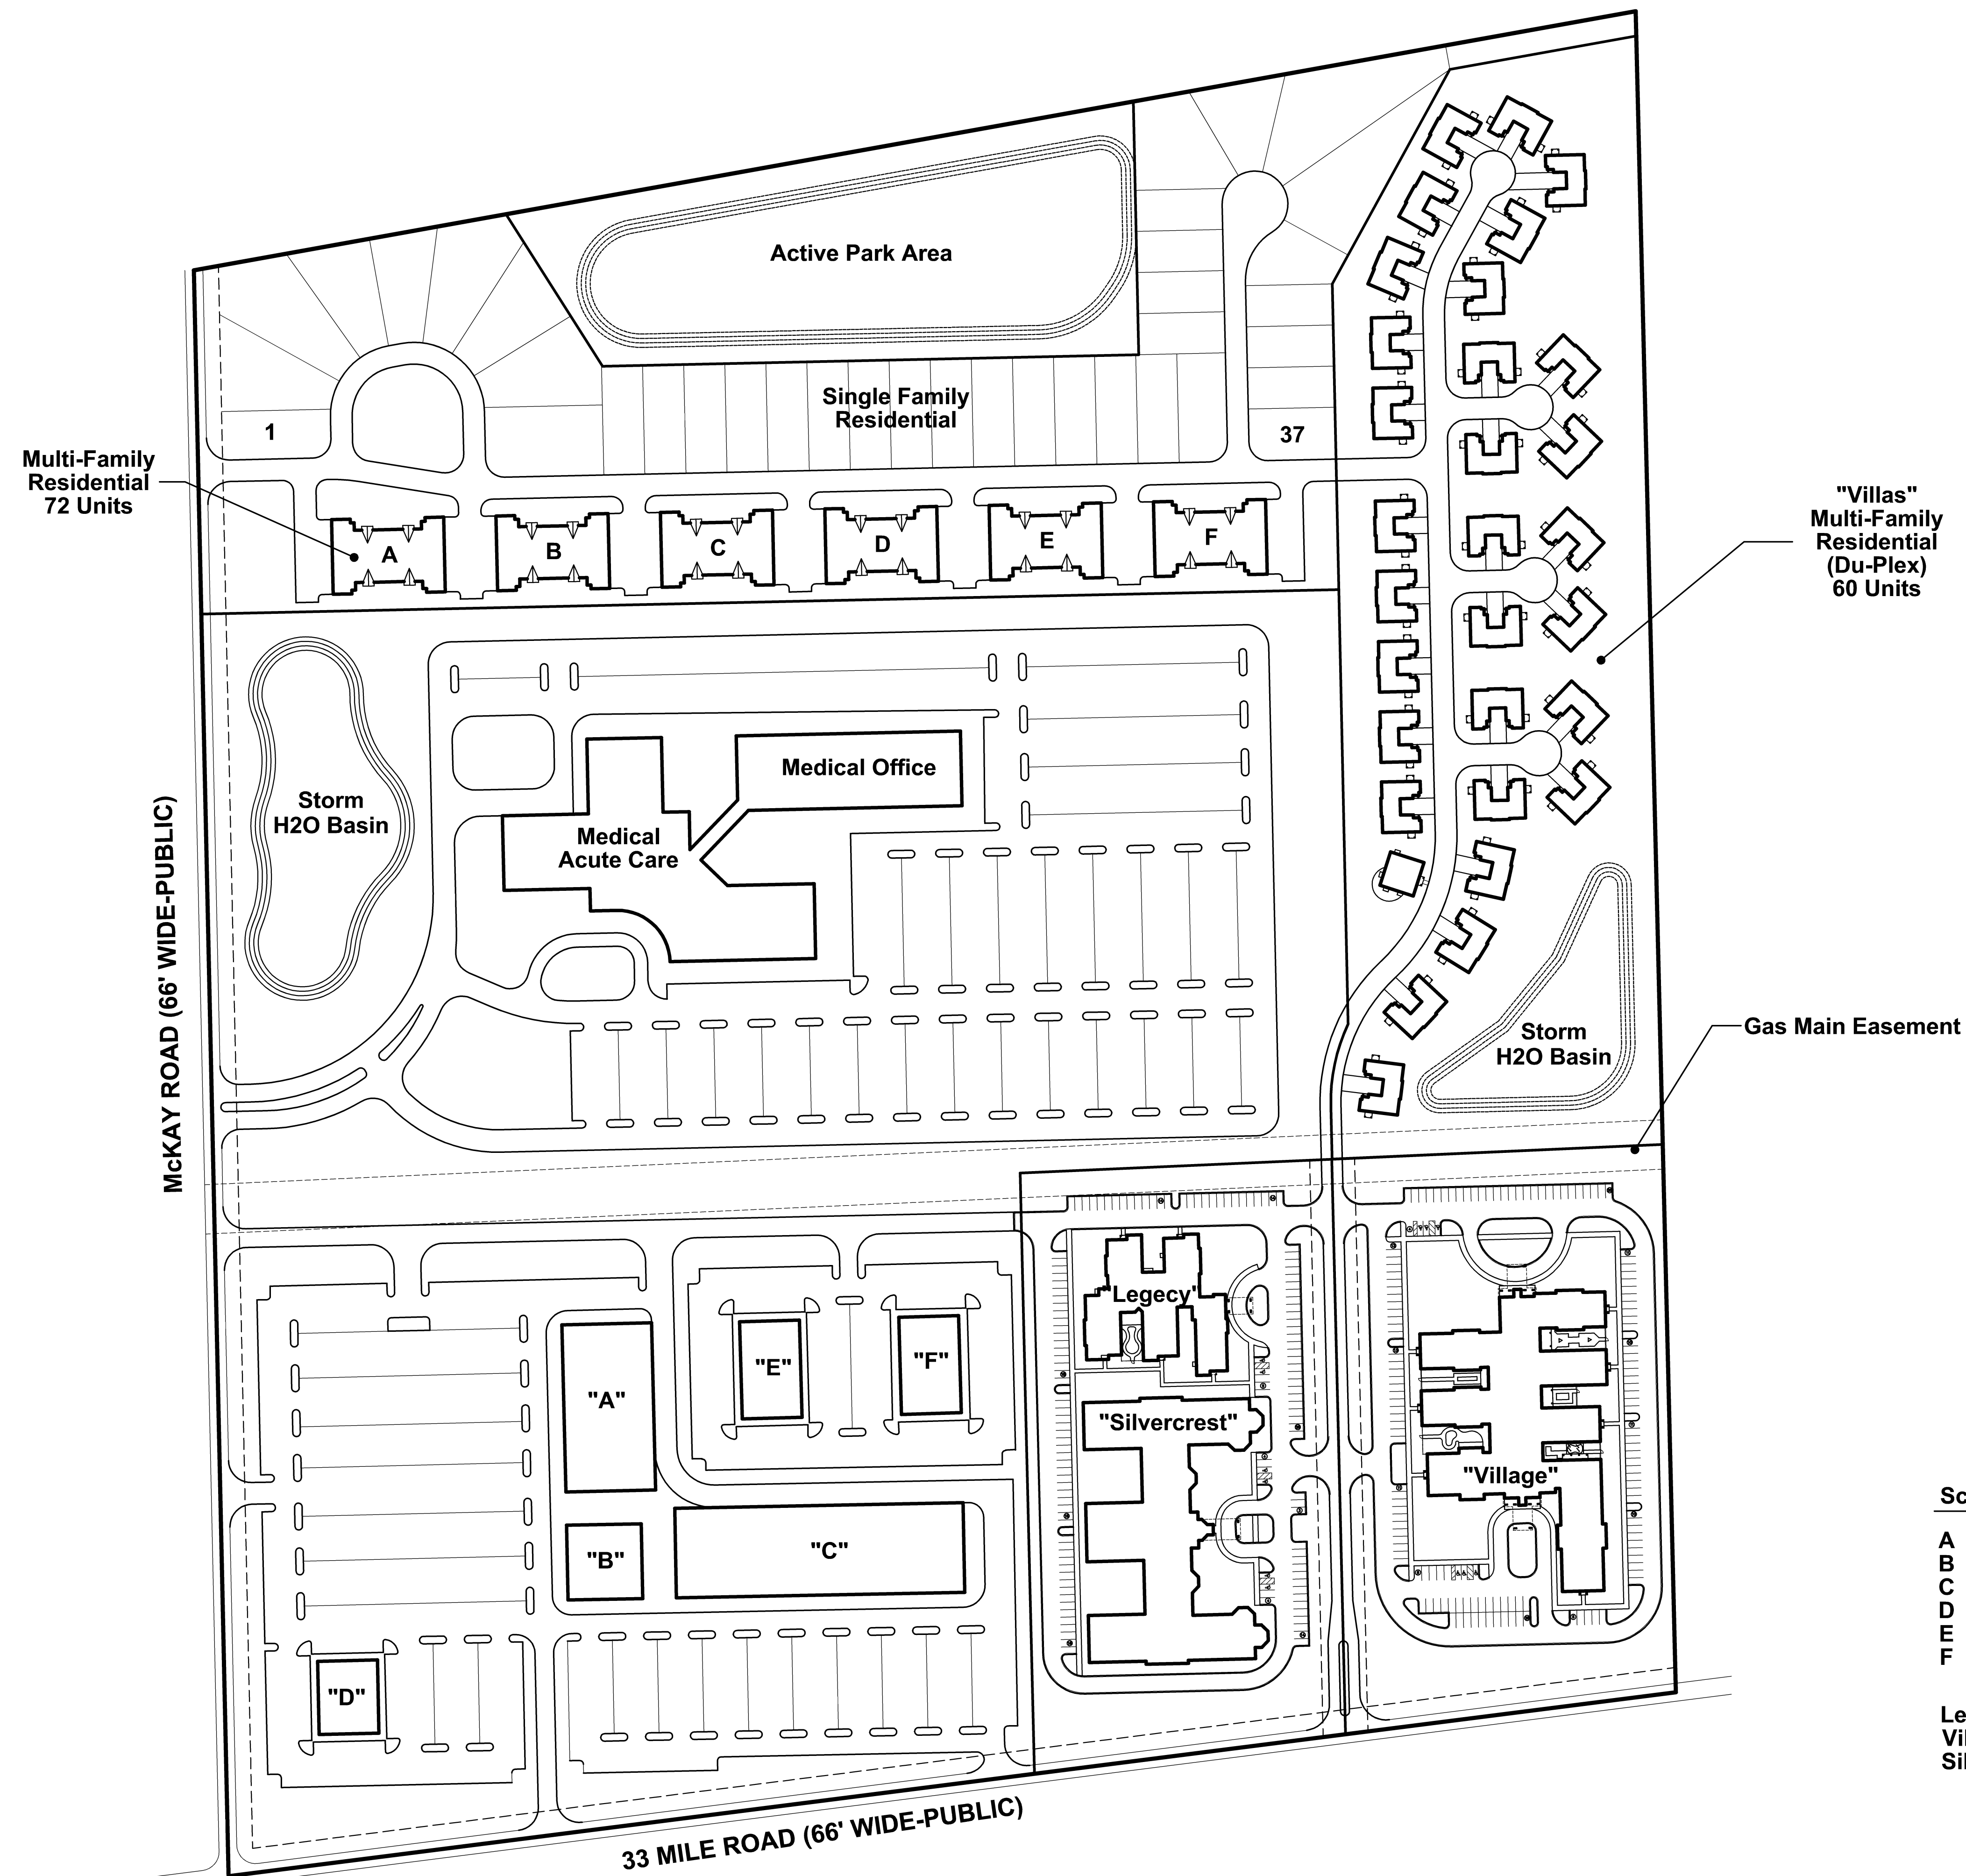 Active Park Area
Single Family
Residential
1
37
Multi-Family
Residential
72 Units
A
B
C
D
E
F
"Villas"
Multi-Family
Residential
(Du-Plex)
60 Units
Medical Office
Medical
Acute Care
Storm
H2O Basin
McKAY ROAD (66' WIDE-PUBLIC)
Storm
H2O Basin
Gas Main Easement
"Legecy"
"Silvercrest"
"Village"
"A"
"B"
"C"
"D"
"E"
"F"
33 MILE ROAD (66' WIDE-PUBLIC)
Sc
A
B
C
D
E
F
Le
Vil
Sil